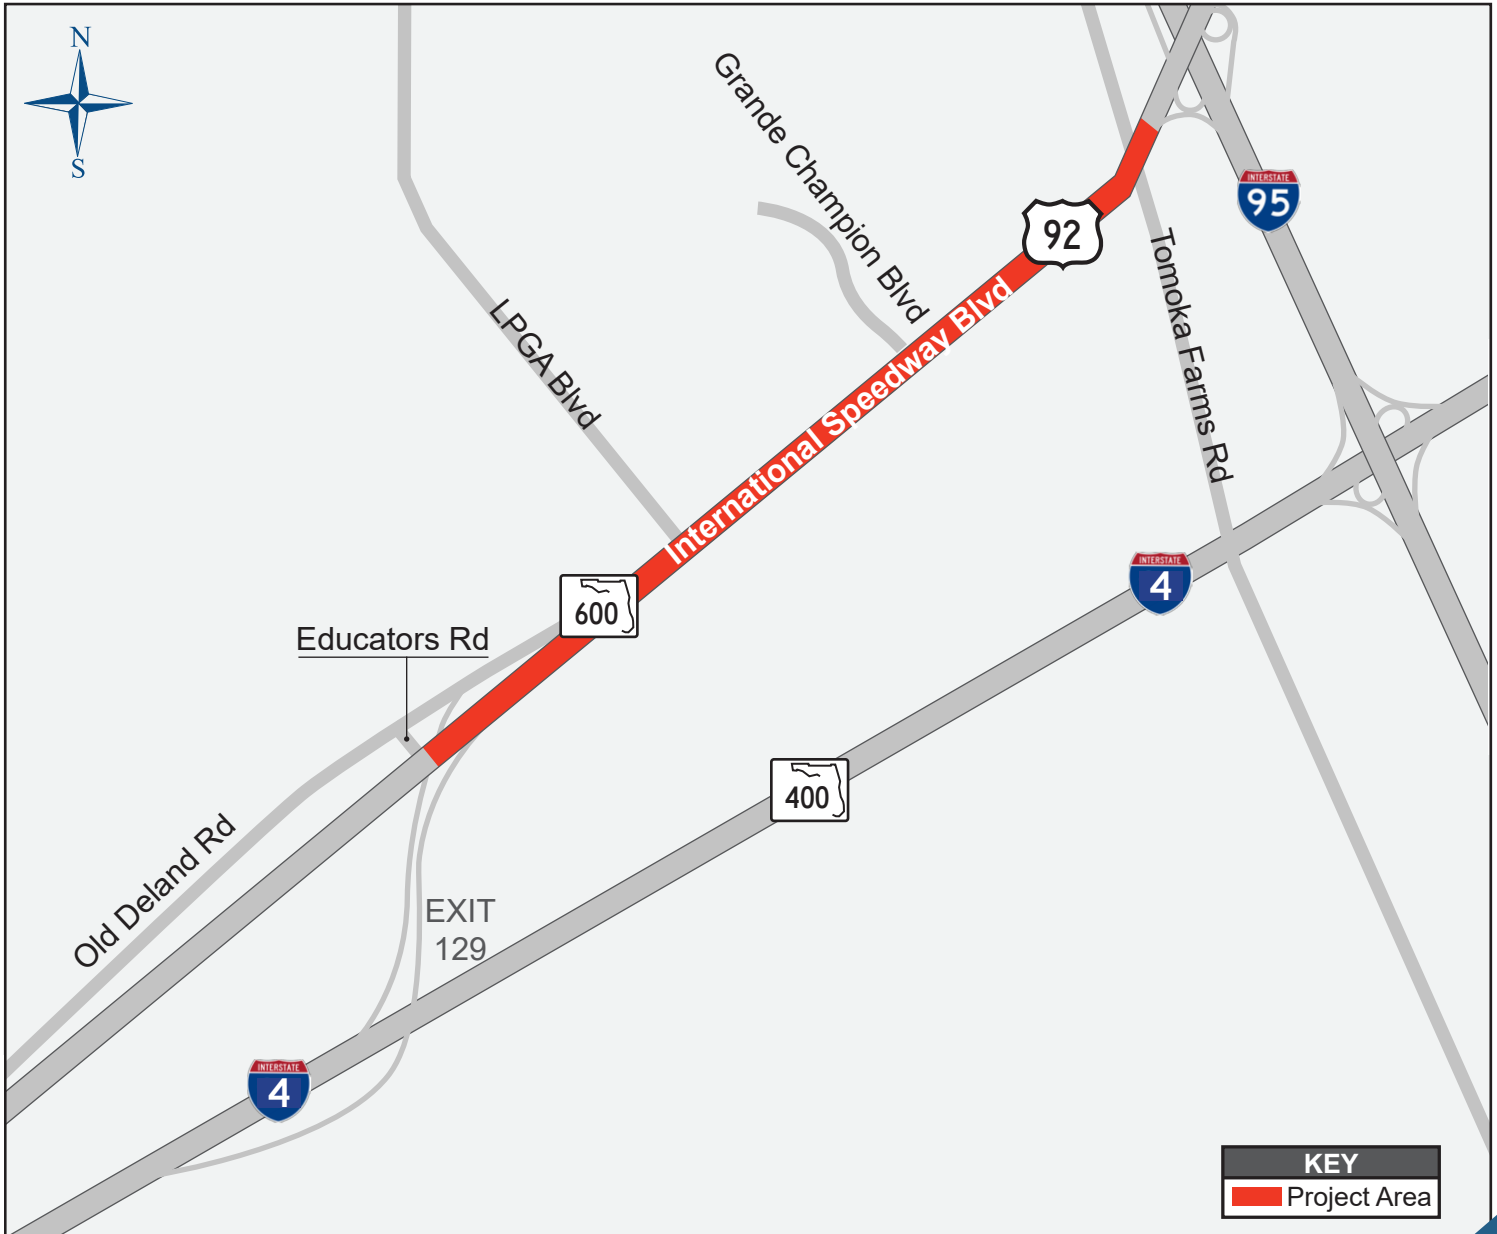 N
S
Grande Champion Blvd
INTERSTATE
95
92
Tomoka Farms Rd
LPGA Blvd
International Speedway Blvd
INTERSTATE
4
600
Educators Rd
400
Old Deland Rd
EXIT
129
INTERSTATE
4
KEY
Project Area